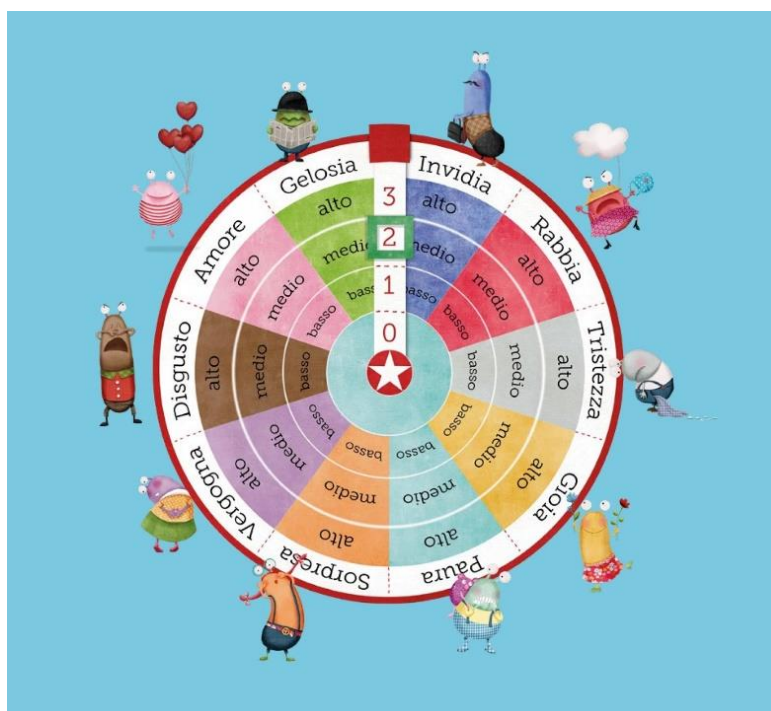 Gelosia
alto
medio
basso
3
2
1
0
Invidia
alto
medio
basso
Rabbia
alto
medio
basso
Tristezza
alto
medio
basso
Gioia
alto
medio
basso
Paura
alto
medio
basso
Sorpresa
alto
medio
basso
Vergogna
alto
medio
basso
Disgusto
alto
medio
basso
Amore
alto
medio
basso